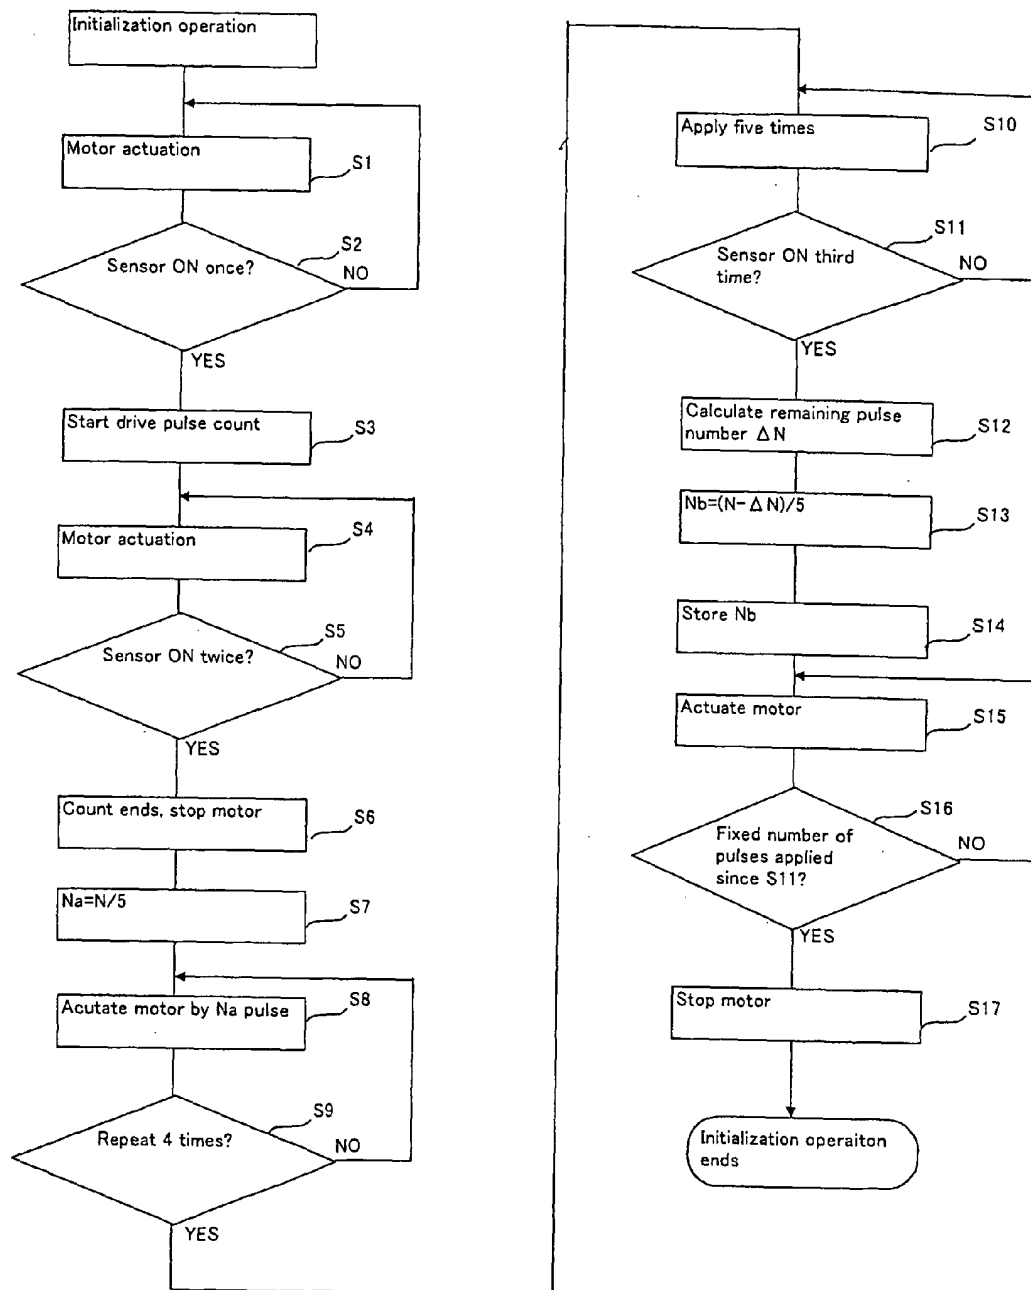 Initialization operation
Motor actuation
S1
Sensor ON once?
S2
NO
YES
Start drive pulse count
S3
Motor actuation
S4
Sensor ON twice?
S5
NO
YES
Count ends, stop motor
S6
Na=N/5
S7
Acutate motor by Na pulse
S8
Repeat 4 times?
S9
NO
YES
Apply five times
S10
Sensor ON third
time?
S11
NO
YES
Calculate remaining pulse
number ΔN
S12
Nb=(N-ΔN)/5
S13
Store Nb
S14
Actuate motor
S15
Fixed number of
pulses applied
since S11?
S16
NO
YES
Stop motor
S17
Initialization operaiton
ends